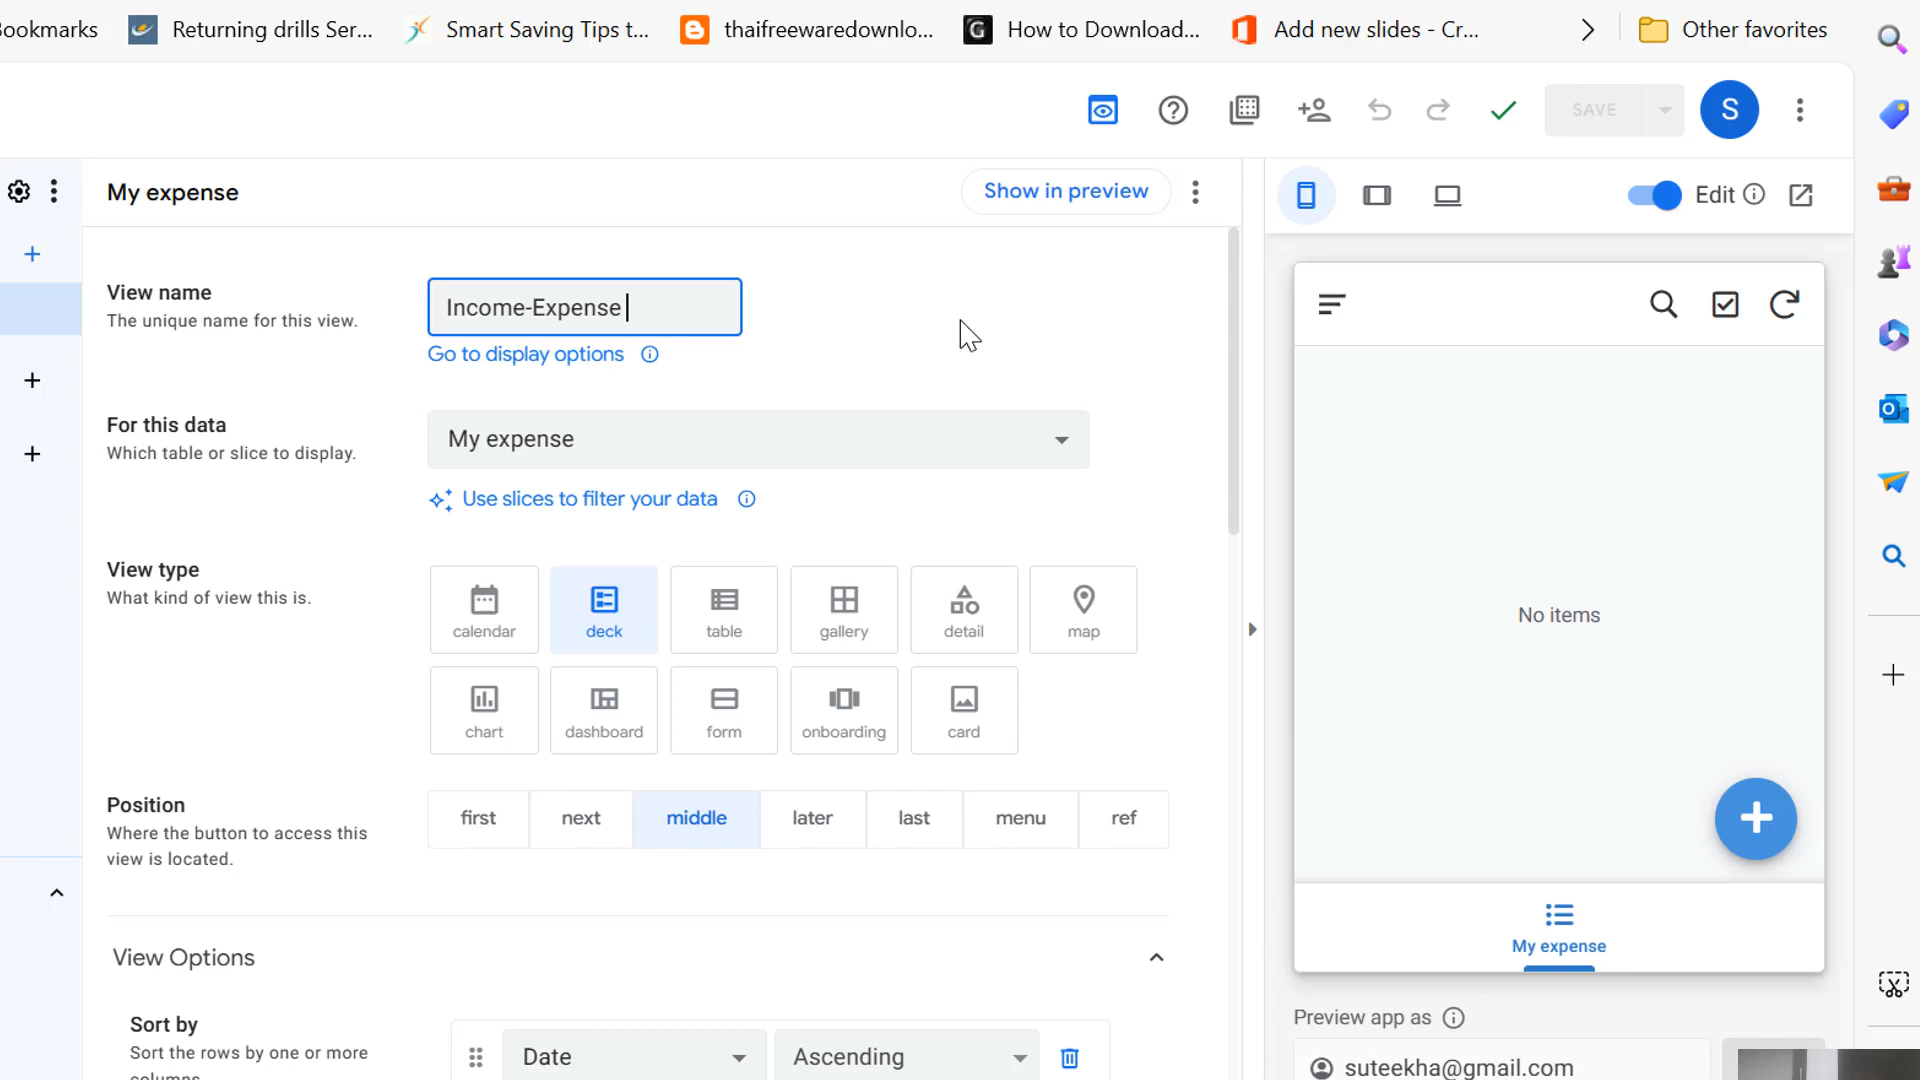 Bookmarks
Returning drills Ser...
Smart Saving Tips t...
thaifreewaredownlo...
How to Download...
Add new slides - Cr...
Other favorites
SAVE
S
My expense
Show in preview
Edit
View name
The unique name for this view.
Income-Expense
Go to display options
For this data
Which table or slice to display.
My expense
Use slices to filter your data
View type
What kind of view this is.
calendar
deck
table
gallery
detail
map
chart
dashboard
form
onboarding
card
Position
Where the button to access this
view is located.
first
next
middle
later
last
menu
ref
View Options
Sort by
Sort the rows by one or more
columns.
Date
Ascending
No items
My expense
Preview app as
suteekha@gmail.com